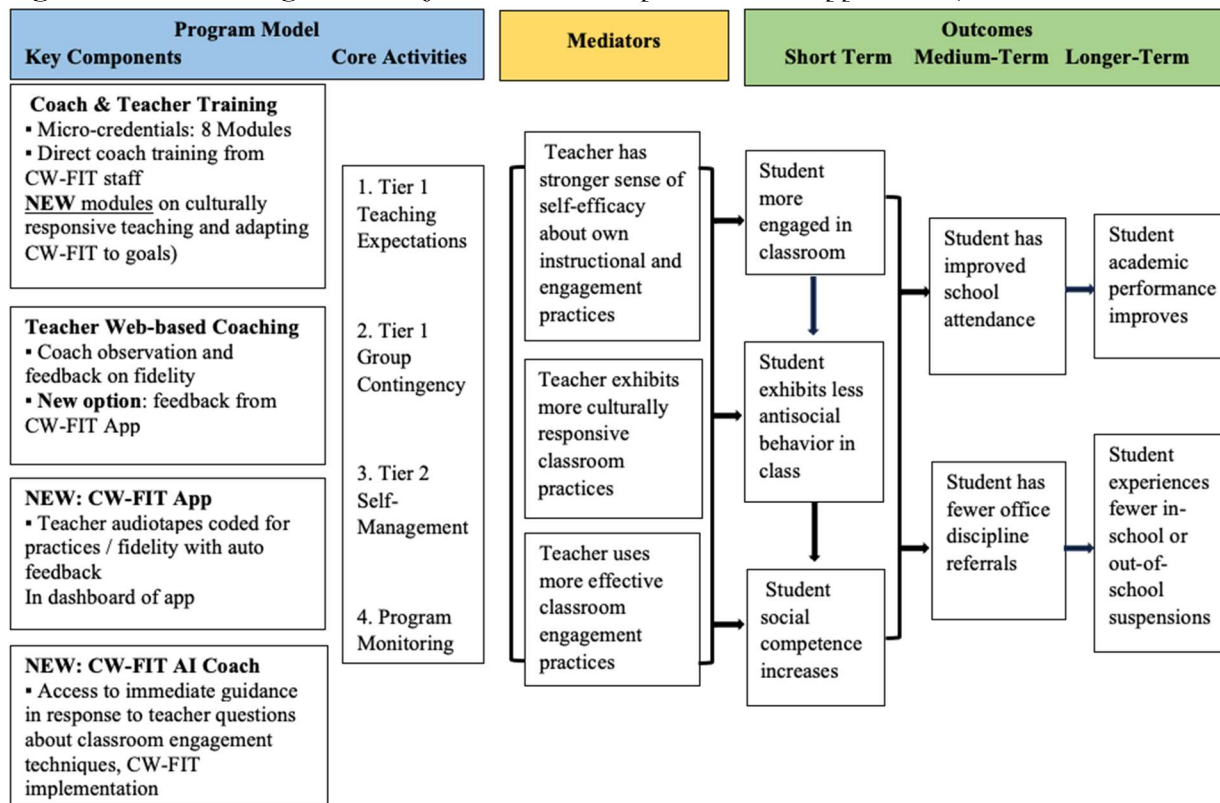 Program Model
Key Components
Core Activities
Mediators
Outcomes
Short Term
Medium-Term
Longer-Term
Coach & Teacher Training
▪ Micro-credentials: 8 Modules
▪ Direct coach training from
CW-FIT staff
NEW modules on culturally
responsive teaching and adapting
CW-FIT to goals)
Teacher Web-based Coaching
▪ Coach observation and
feedback on fidelity
▪ New option: feedback from
CW-FIT App
NEW: CW-FIT App
▪ Teacher audiotapes coded for
practices / fidelity with auto
feedback
In dashboard of app
NEW: CW-FIT AI Coach
▪ Access to immediate guidance
in response to teacher questions
about classroom engagement
techniques, CW-FIT
implementation
1. Tier 1
Teaching
Expectations
2. Tier 1
Group
Contingency
3. Tier 2
Self-
Management
4. Program
Monitoring
Teacher has
stronger sense of
self-efficacy
about own
instructional and
engagement
practices
Teacher exhibits
more culturally
responsive
classroom
practices
Teacher uses
more effective
classroom
engagement
practices
Student
more
engaged in
classroom
Student
exhibits less
antisocial
behavior in
class
Student
social
competence
increases
Student has
improved
school
attendance
Student has
fewer office
discipline
referrals
Student
academic
performance
improves
Student
experiences
fewer in-
school or
out-of-
school
suspensions